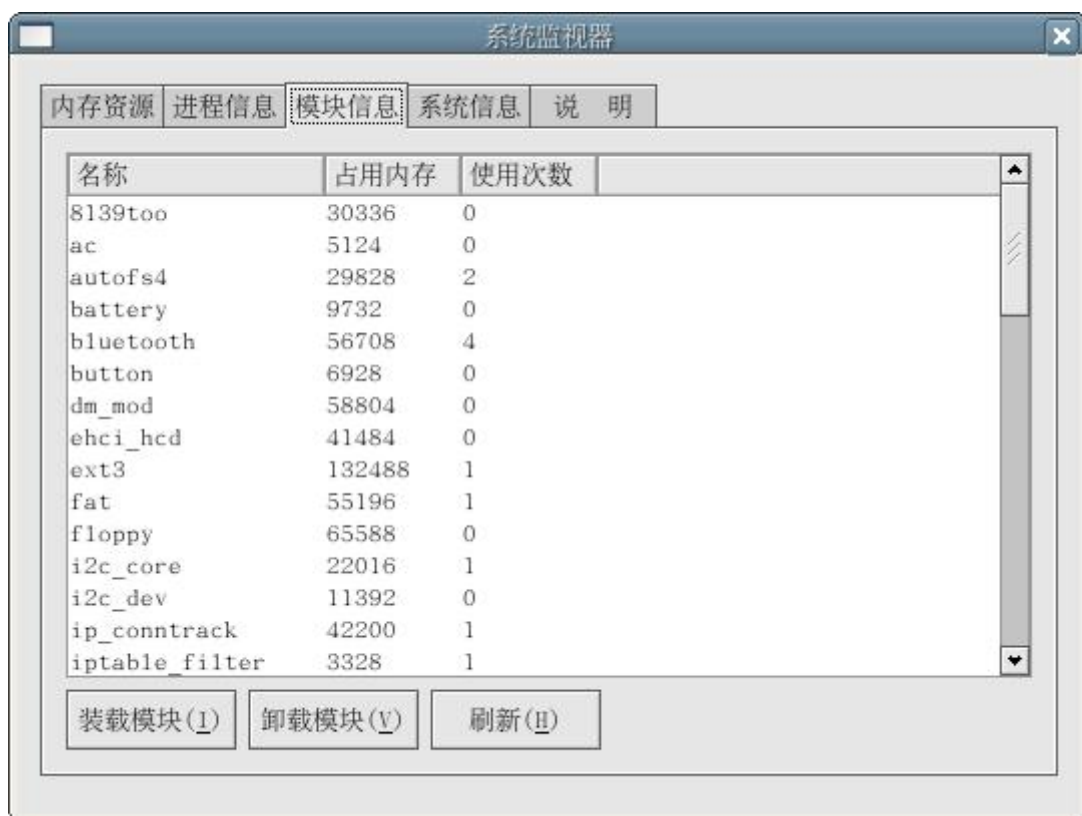 系统监视器
内存资源 进程信息 模块信息 系统信息 说 明
名称 占用内存 使用次数
8139too 30336 0
ac 5124 0
autofs4 29828 2
battery 9732 0
bluetooth 56708 4
button 6928 0
dm_mod 58804 0
ehci_hcd 41484 0
ext3 132488 1
fat 55196 1
floppy 65588 0
i2c_core 22016 1
i2c_dev 11392 0
ip_conntrack 42200 1
iptable_filter 3328 1
装载模块(I) 卸载模块(V) 刷新(H)